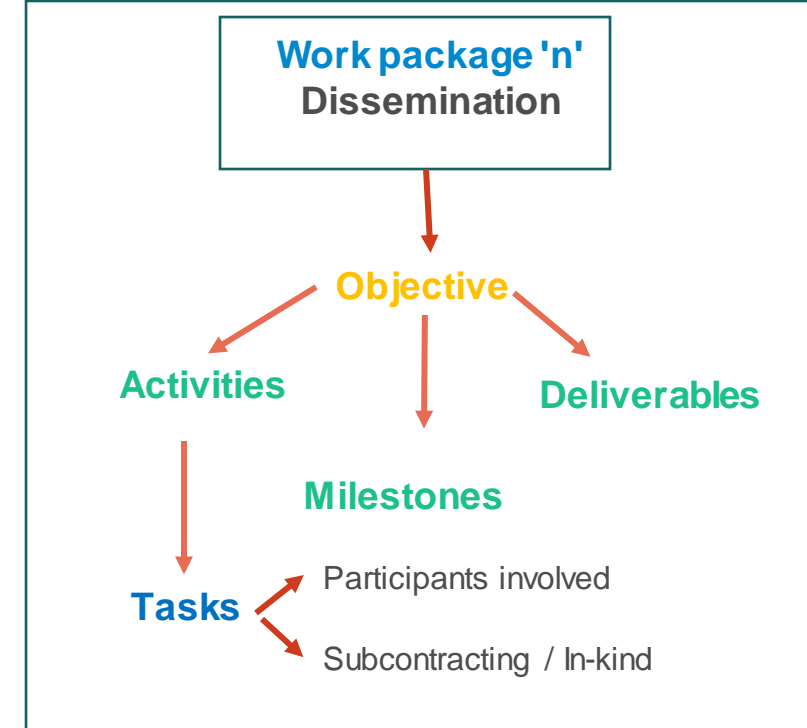 Work package 'n'
Dissemination
Objective
Activities
Deliverables
Milestones
Participants involved
Tasks
Subcontracting / In-kind